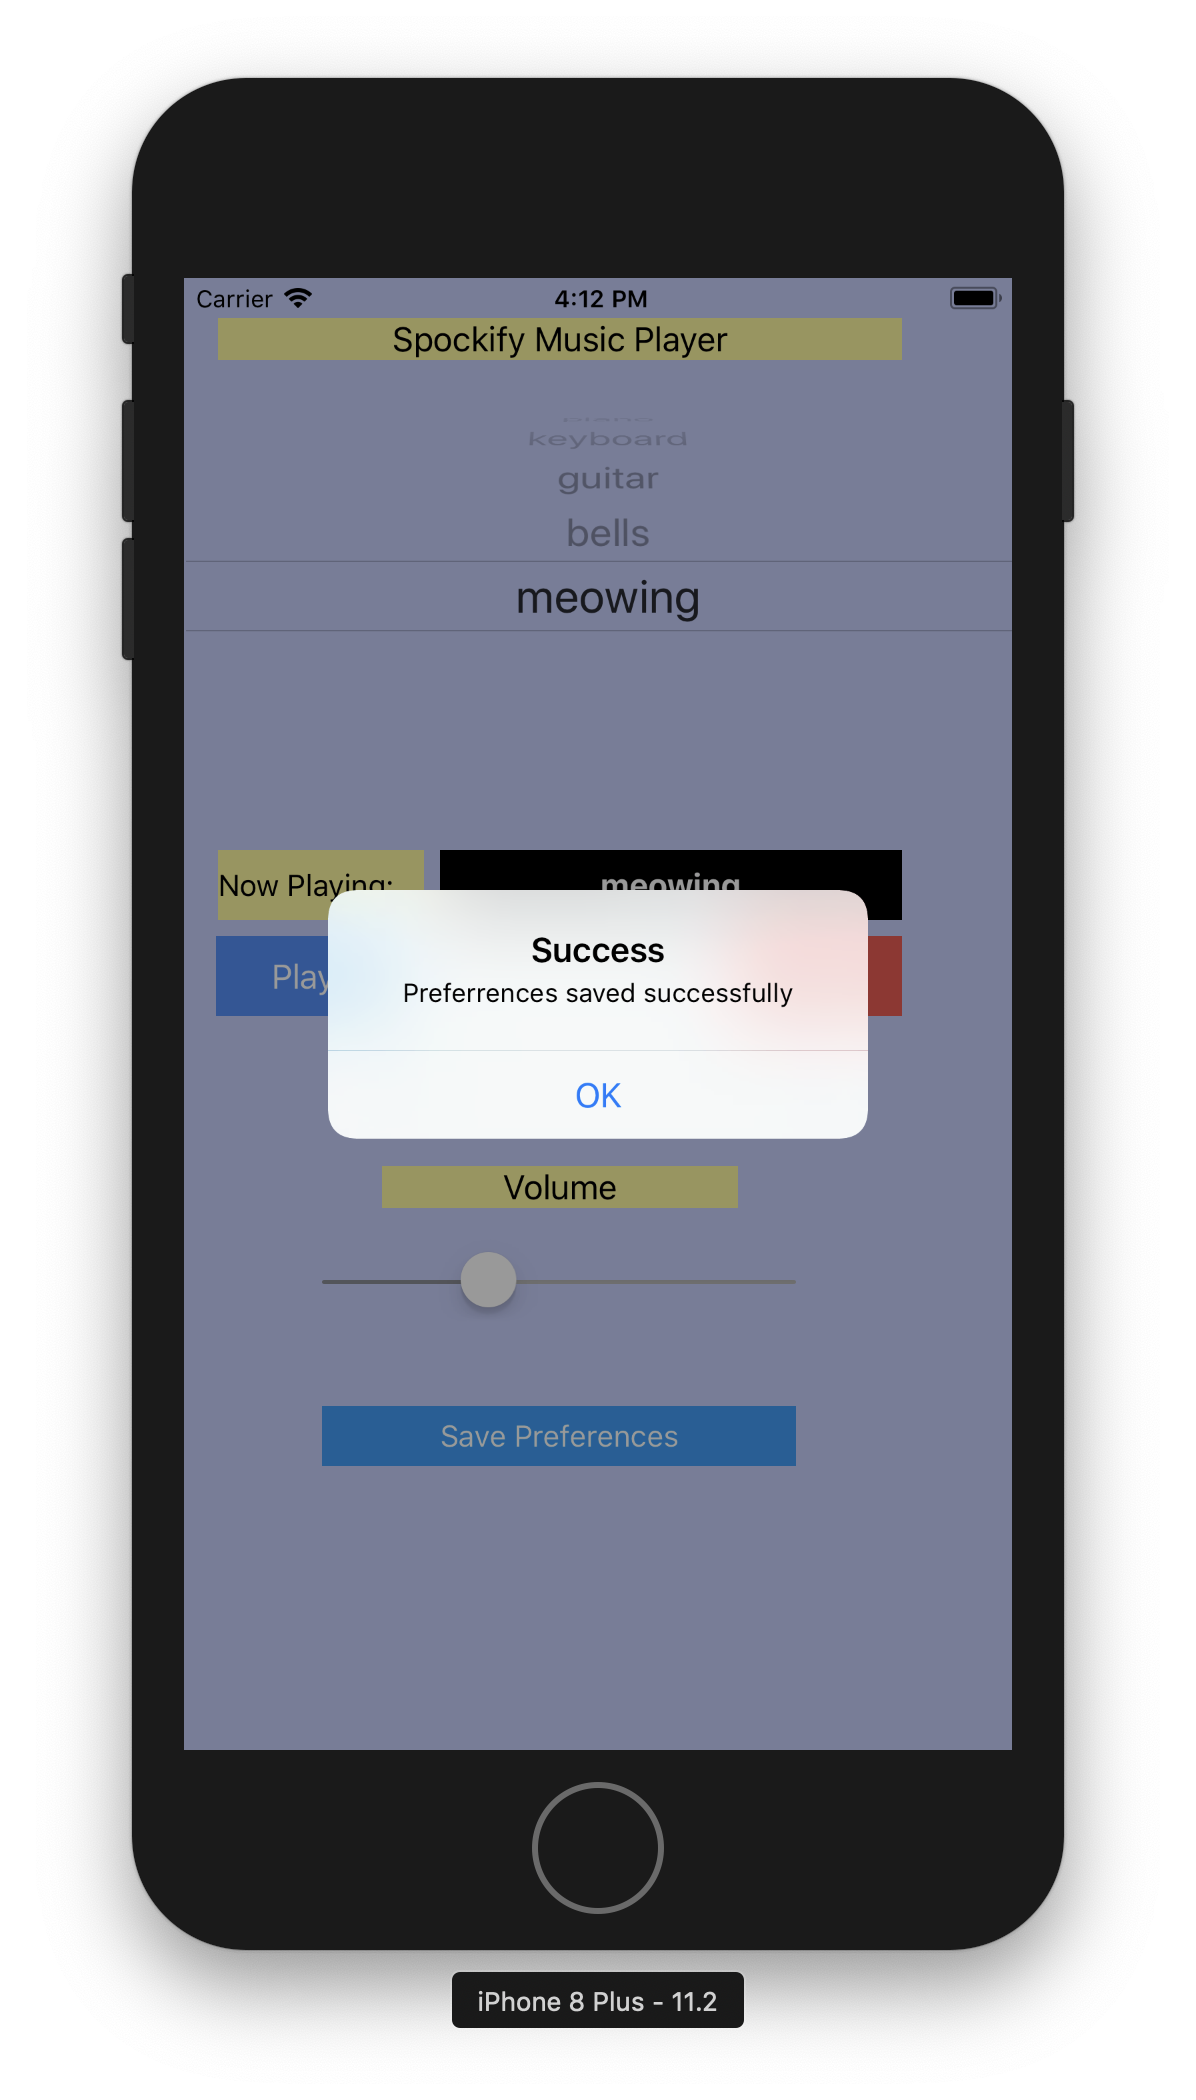 Carrier 4:12 PM
Spockify Music Player
piano
keyboard
guitar
bells
meowing
Now Playing: meowing
Play
Success
Preferrences saved successfully
OK
Volume
Save Preferences
iPhone 8 Plus - 11.2